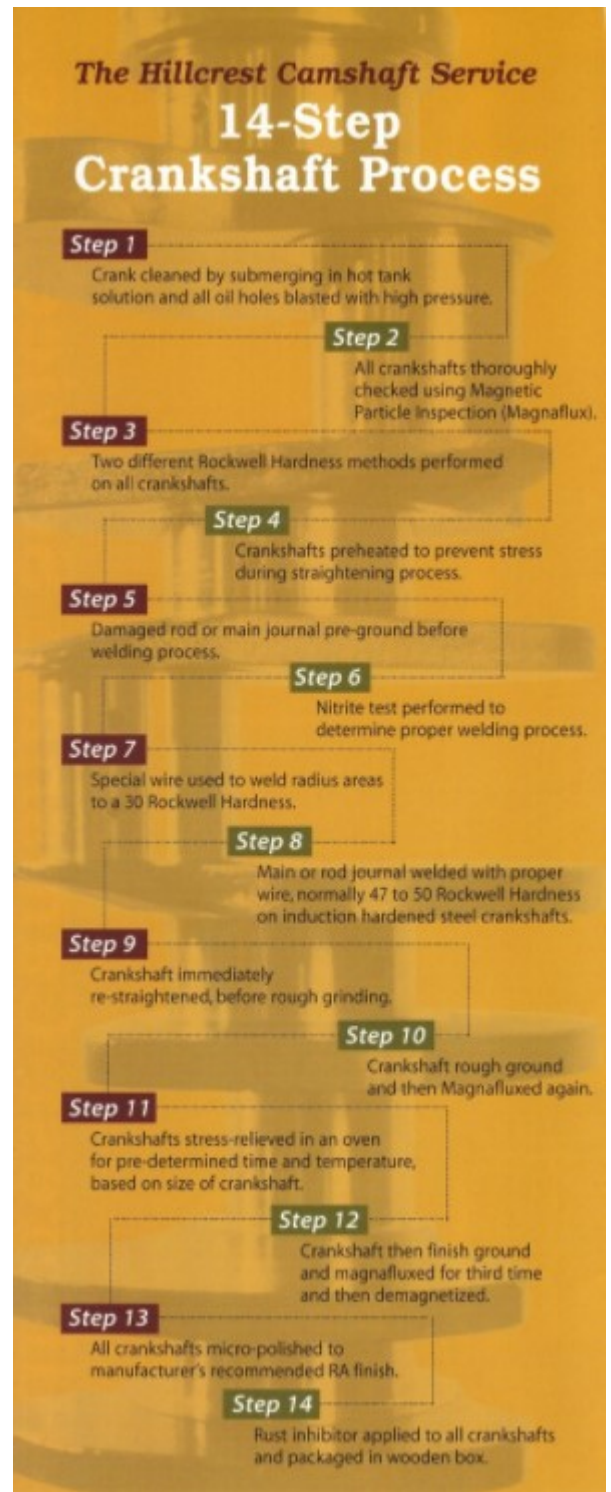 The Hillcrest Camshaft Service
14-Step
Crankshaft Process
Step 1
Crank cleaned by submerging in hot tank
solution and all oil holes blasted with high pressure.
Step 2
All crankshafts thoroughly
checked using Magnetic
Particle Inspection (Magnaflux).
Step 3
Two different Rockwell Hardness methods performed
on all crankshafts.
Step 4
Crankshafts preheated to prevent stress
during straightening process.
Step 5
Damaged rod or main journal pre-ground before
welding process.
Step 6
Nitrite test performed to
determine proper welding process.
Step 7
Special wire used to weld radius areas
to a 30 Rockwell Hardness.
Step 8
Main or rod journal welded with proper
wire, normally 47 to 50 Rockwell Hardness
on induction hardened steel crankshafts.
Step 9
Crankshaft immediately
re-straightened, before rough grinding.
Step 10
Crankshaft rough ground
and then Magnafluxed again.
Step 11
Crankshafts stress-relieved in an oven
for pre-determined time and temperature,
based on size of crankshaft.
Step 12
Crankshaft then finish ground
and magnafluxed for third time
and then demagnetized.
Step 13
All crankshafts micro-polished to
manufacturer's recommended RA finish.
Step 14
Rust inhibitor applied to all crankshafts
and packaged in wooden box.